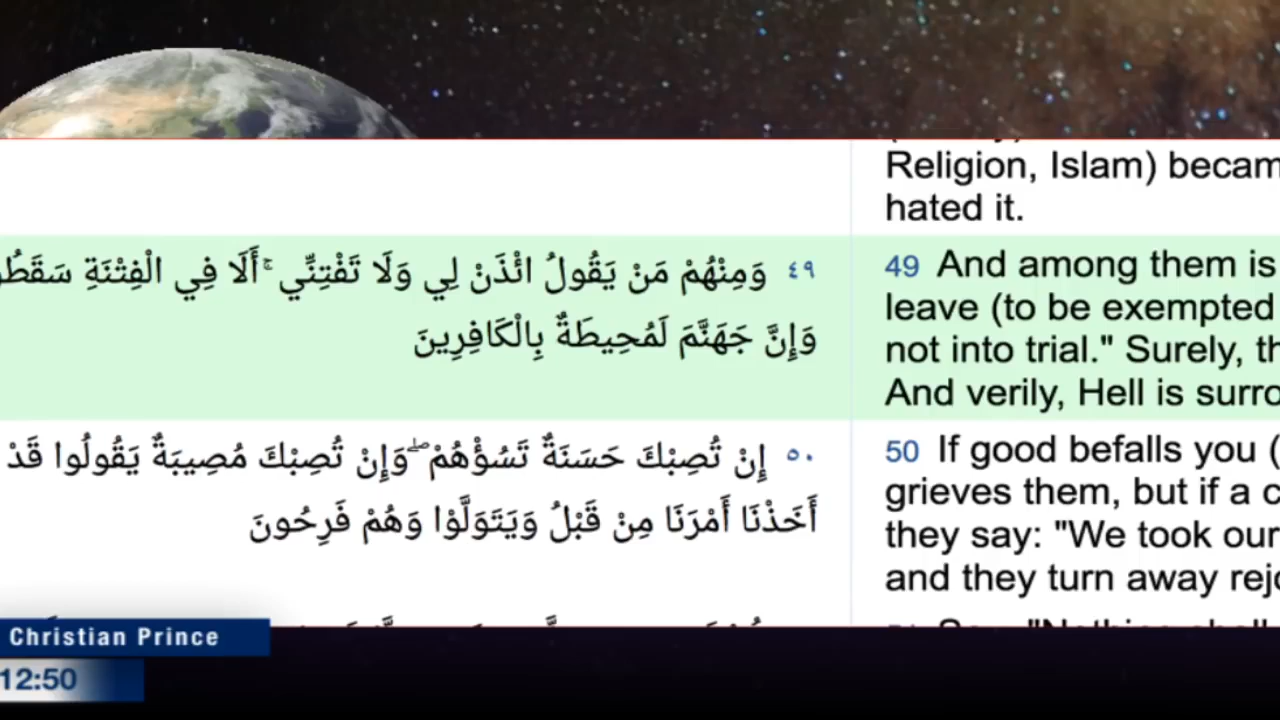 Religion, Islam) becam
hated it.
٤٩ وَمِنْهُمْ مَنْ يَقُولُ ائْذَنْ لِي وَلَا تَفْتِنِّي ۚ أَلَا فِي الْفِتْنَةِ سَقَطُو
وَإِنَّ جَهَنَّمَ لَمُحِيطَةٌ بِالْكَافِرِينَ
49 And among them is
leave (to be exempted
not into trial." Surely, th
And verily, Hell is surro
٥٠ إِنْ تُصِبْكَ حَسَنَةٌ تَسُؤْهُمْ ۖ وَإِنْ تُصِبْكَ مُصِيبَةٌ يَقُولُوا قَدْ
أَخَذْنَا أَمْرَنَا مِنْ قَبْلُ وَيَتَوَلَّوْا وَهُمْ فَرِحُونَ
50 If good befalls you (
grieves them, but if a c
they say: "We took our
and they turn away rejo
Christian Prince
12:50